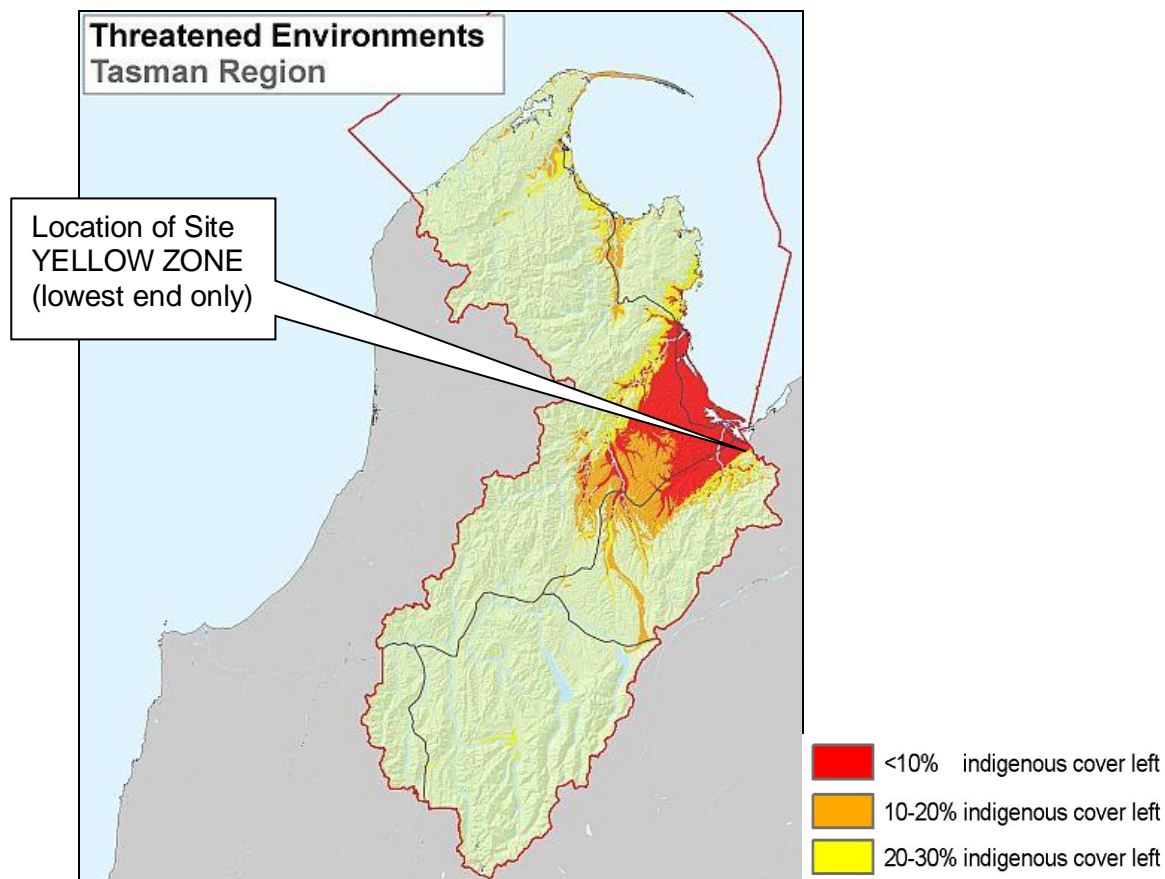 Threatened Environments
Tasman Region
Location of Site
YELLOW ZONE
(lowest end only)
<10% indigenous cover left
10-20% indigenous cover left
20-30% indigenous cover left